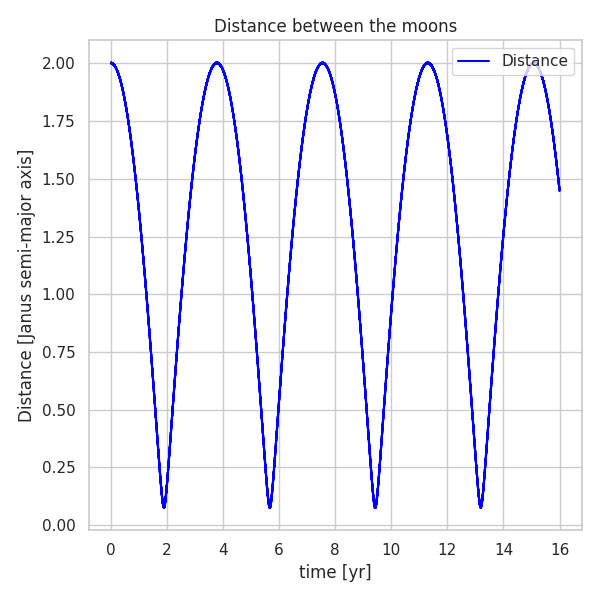 Distance between the moons
Distance
2.00
1.75
1.50
1.25
1.00
0.75
0.50
0.25
0.00
Distance [Janus semi-major axis]
0 2 4 6 8 10 12 14 16
time [yr]